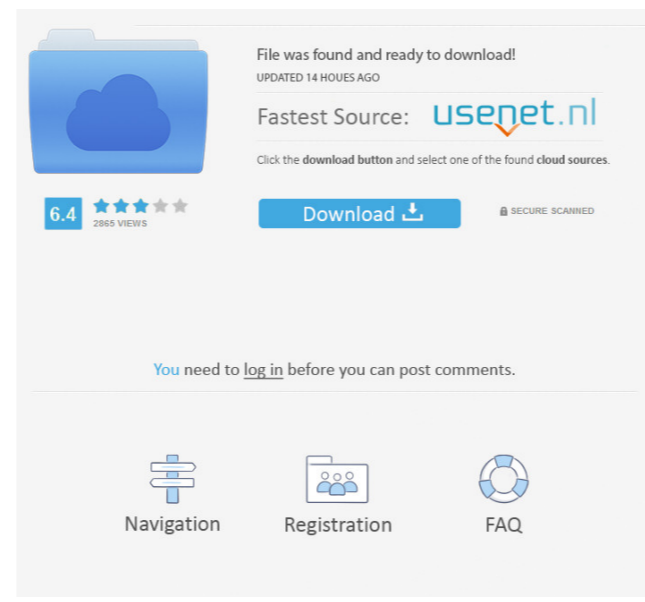 File was found and ready to download!
UPDATED 14 HOUES AGO
Fastest Source: usenet.nl
Click the download button and select one of the found cloud sources.
6.4
2865 VIEWS
Download
SECURE SCANNED
You need to log in before you can post comments.
Navigation Registration FAQ